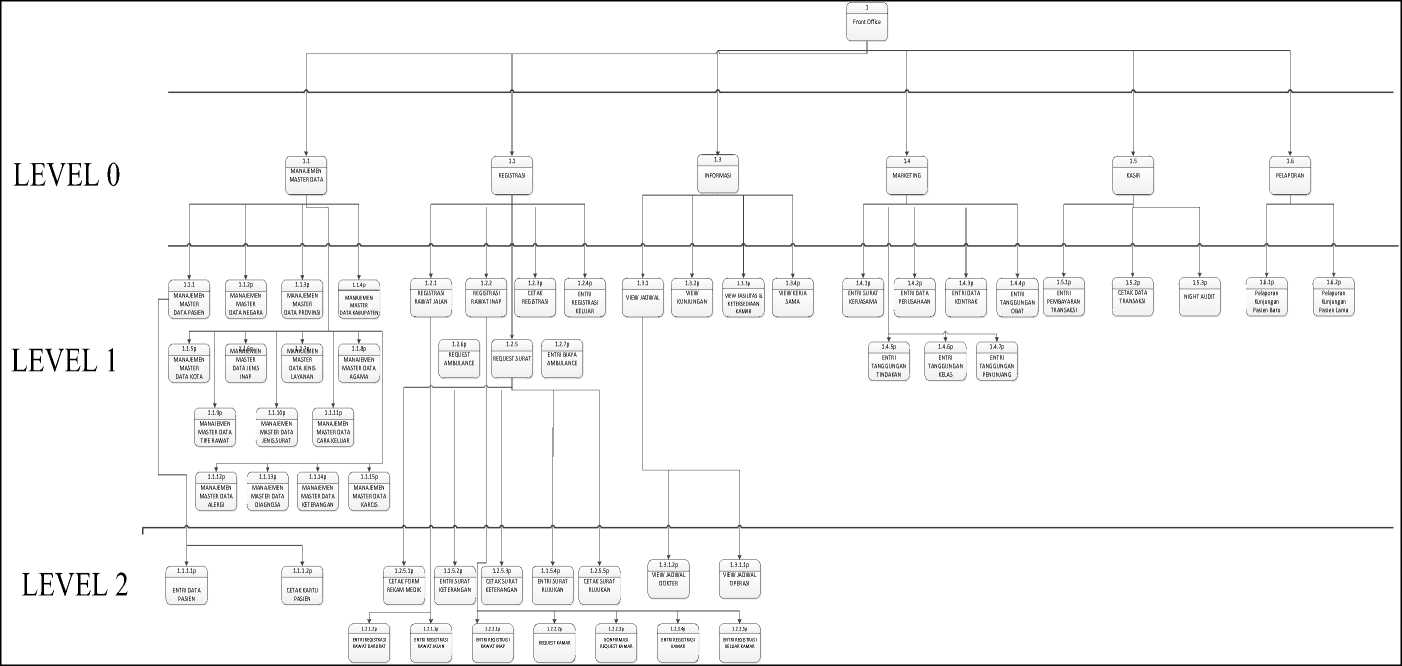 1
Front Office
LEVEL 0
1.1
MANAJEMEN
MASTER DATA
1.1
REGISTRASI
1.3
INFORMASI
1.4
MARKETING
1.5
KASIR
1.6
PELAPORAN
LEVEL 1
1.1.1
MANAJEMEN
MASTER
DATA PASIEN
1.1.2p
MANAJEMEN
MASTER
DATA NEGARA
1.1.3p
MANAJEMEN
MASTER
DATA PROVINSI
1.1.4p
MANAJEMEN
MASTER
DATA KABUPATEN
1.2.1
REGISTRASI
RAWAT JALAN
1.2.2
REGISTRASI
RAWAT INAP
1.2.3p
CETAK
REGISTRASI
1.2.4p
ENTRI
REGISTRASI
KELUAR
1.3.1
VIEW JADWAL
1.3.2p
VIEW
KUNJUNGAN
1.3.3p
VIEW FASILITAS &
KETERSEDIAAN
KAMAR
1.3.4p
VIEW KERJA
SAMA
1.4.1p
ENTRI SURAT
KERJASAMA
1.4.2p
ENTRI DATA
PERUSAHAAN
1.4.3p
ENTRI DATA
KONTRAK
1.4.4p
ENTRI
TANGGUNGAN
OBAT
1.5.1p
ENTRI
PEMBAYARAN
TRANSAKSI
1.5.2p
CETAK DATA
TRANSAKSI
1.5.3p
NIGHT AUDIT
1.6.1p
Pelaporan
Kunjungan
Pasien Baru
1.6.2p
Pelaporan
Kunjungan
Pasien Lama
1.1.5p
MANAJEMEN
MASTER
DATA KOTA
MANAJEMEN
MASTER
DATA JENIS
INAP
MANAJEMEN
MASTER
DATA JENIS
LAYANAN
1.1.8p
MANAJEMEN
MASTER DATA
AGAMA
1.2.6p
REQUEST
AMBULANCE
1.2.5
REQUEST SURAT
1.2.7p
ENTRI BIAYA
AMBULANCE
1.4.5p
ENTRI
TANGGUNGAN
TINDAKAN
1.4.6p
ENTRI
TANGGUNGAN
KELAS
1.4.7p
ENTRI
TANGGUNGAN
PENUNJANG
1.1.9p
MANAJEMEN
MASTER DATA
TIPE RAWAT
1.1.10p
MANAJEMEN
MASTER DATA
JENIS SURAT
1.1.11p
MANAJEMEN
MASTER DATA
CARA KELUAR
1.1.12p
MANAJEMEN
MASTER DATA
ALERGI
1.1.13p
MANAJEMEN
MASTER DATA
DIAGNOSA
1.1.14p
MANAJEMEN
MASTER DATA
KETERANGAN
1.1.15p
MANAJEMEN
MASTER DATA
KARCIS
LEVEL 2
1.1.1.1p
ENTRI DATA
PASIEN
1.1.1.2p
CETAK KARTU
PASIEN
1.2.5.1p
CETAK FORM
REKAM MEDIK
1.1.5.2p
ENTRI SURAT
KETERANGAN
1.2.5.3p
CETAK SURAT
KETERANGAN
1.1.5.4p
ENTRI SURAT
RUJUKAN
1.2.5.5p
CETAK SURAT
RUJUKAN
1.3.1.2p
VIEW JADWAL
DOKTER
1.3.1.1p
VIEW JADWAL
OPERASI
1.2.1.2p
ENTRI REGISTRASI
RAWAT DARURAT
1.2.1.1p
ENTRI REGISTRASI
RAWAT JALAN
1.2.2.1p
ENTRI REGISTRASI
RAWAT INAP
1.2.2.2p
REQUEST KAMAR
1.2.2.3p
KONFIRMASI
REQUEST KAMAR
1.2.2.4p
ENTRI REGISTRASI
KAMAR
1.2.2.5p
ENTRI REGISTRASI
KELUAR KAMAR